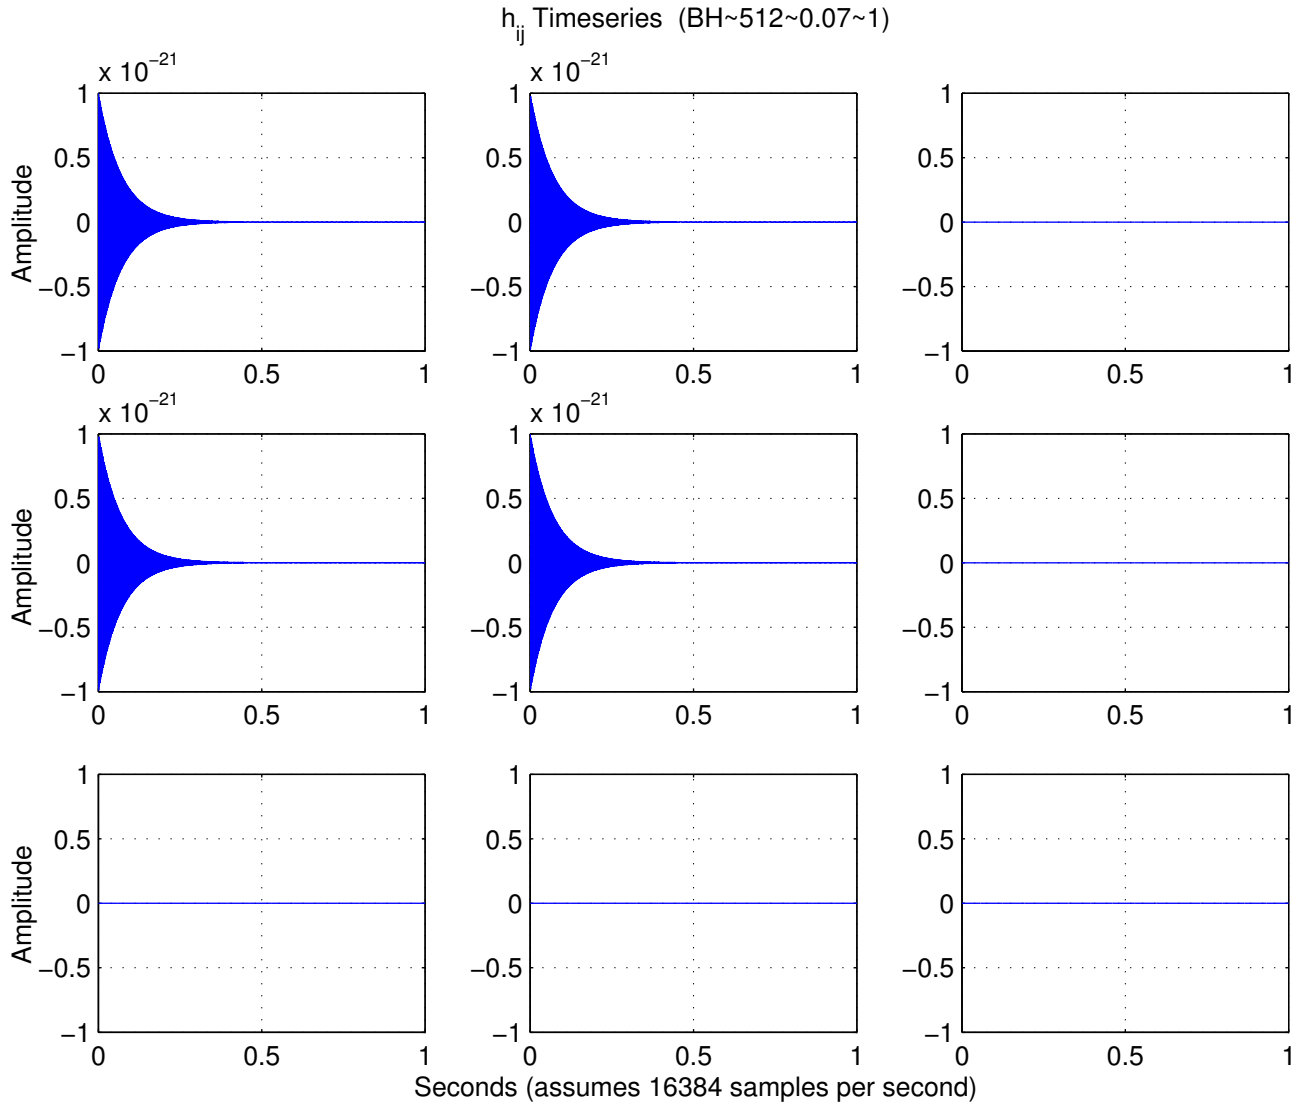 h_ij Timeseries (BH~512~0.07~1)
x 10^−21 x 10^−21
1 1 1
0.5 0.5 0.5
0 0 0
−0.5 −0.5 −0.5
−1 −1 −1
Amplitude
0 0.5 1 0 0.5 1 0 0.5 1
x 10^−21 x 10^−21
1 1 1
0.5 0.5 0.5
0 0 0
−0.5 −0.5 −0.5
−1 −1 −1
Amplitude
0 0.5 1 0 0.5 1 0 0.5 1
1 1 1
0.5 0.5 0.5
0 0 0
−0.5 −0.5 −0.5
−1 −1 −1
Amplitude
0 0.5 1 0 0.5 1 0 0.5 1
Seconds (assumes 16384 samples per second)